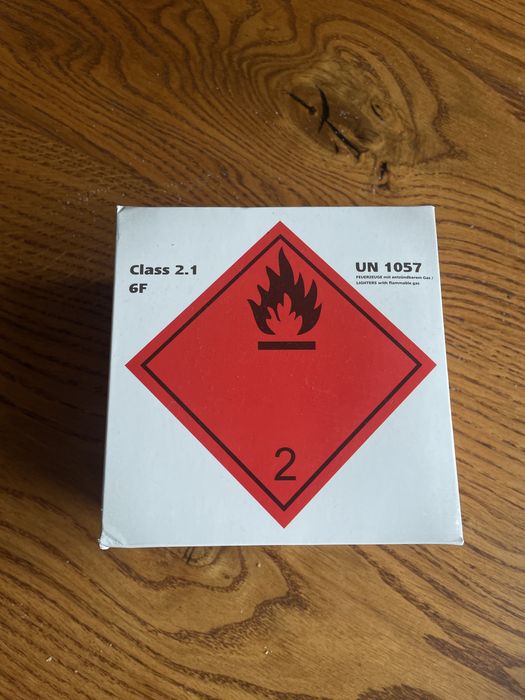 Class 2.1
6F
UN 1057
FEUERZEUGE mit entzündbarem Gas /
LIGHTERS with flammable gas
2